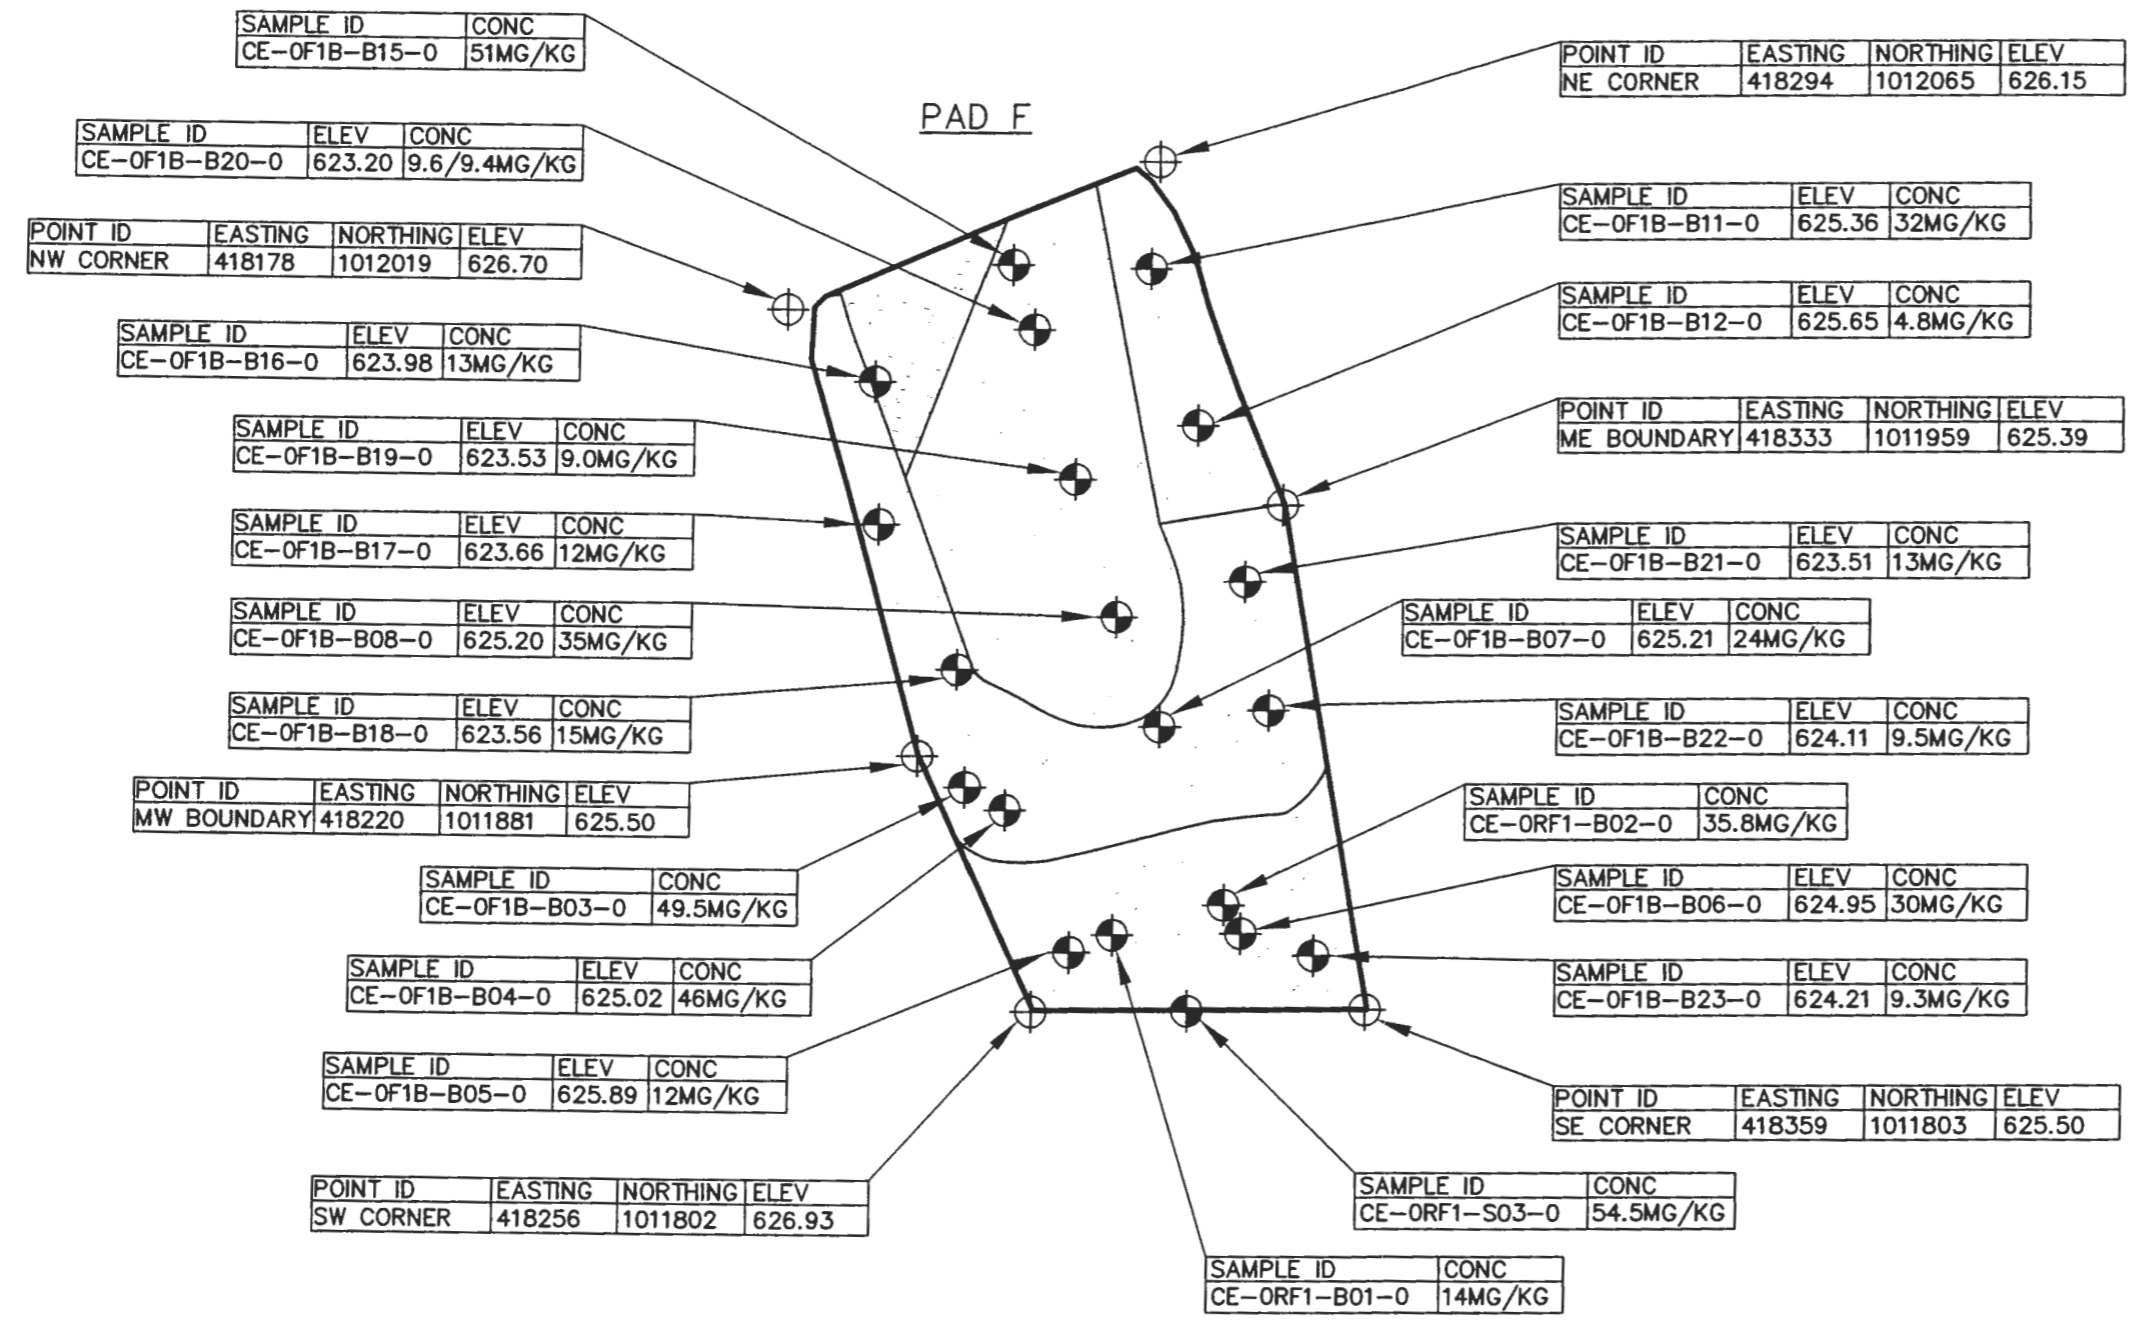 PAD F
SAMPLE ID CONC
CE-0F1B-B15-0 51MG/KG
SAMPLE ID ELEV CONC
CE-0F1B-B20-0 623.20 9.6/9.4MG/KG
POINT ID EASTING NORTHING ELEV
NW CORNER 418178 1012019 626.70
SAMPLE ID ELEV CONC
CE-0F1B-B16-0 623.98 13MG/KG
SAMPLE ID ELEV CONC
CE-0F1B-B19-0 623.53 9.0MG/KG
SAMPLE ID ELEV CONC
CE-0F1B-B17-0 623.66 12MG/KG
SAMPLE ID ELEV CONC
CE-0F1B-B08-0 625.20 35MG/KG
SAMPLE ID ELEV CONC
CE-0F1B-B18-0 623.56 15MG/KG
POINT ID EASTING NORTHING ELEV
MW BOUNDARY 418220 1011881 625.50
SAMPLE ID CONC
CE-0F1B-B03-0 49.5MG/KG
SAMPLE ID ELEV CONC
CE-0F1B-B04-0 625.02 46MG/KG
SAMPLE ID ELEV CONC
CE-0F1B-B05-0 625.89 12MG/KG
POINT ID EASTING NORTHING ELEV
SW CORNER 418256 1011802 626.93
POINT ID EASTING NORTHING ELEV
NE CORNER 418294 1012065 626.15
SAMPLE ID ELEV CONC
CE-0F1B-B11-0 625.36 32MG/KG
SAMPLE ID ELEV CONC
CE-0F1B-B12-0 625.65 4.8MG/KG
POINT ID EASTING NORTHING ELEV
ME BOUNDARY 418333 1011959 625.39
SAMPLE ID ELEV CONC
CE-0F1B-B21-0 623.51 13MG/KG
SAMPLE ID ELEV CONC
CE-0F1B-B07-0 625.21 24MG/KG
SAMPLE ID ELEV CONC
CE-0F1B-B22-0 624.11 9.5MG/KG
SAMPLE ID CONC
CE-0RF1-B02-0 35.8MG/KG
SAMPLE ID ELEV CONC
CE-0F1B-B06-0 624.95 30MG/KG
SAMPLE ID ELEV CONC
CE-0F1B-B23-0 624.21 9.3MG/KG
POINT ID EASTING NORTHING ELEV
SE CORNER 418359 1011803 625.50
SAMPLE ID CONC
CE-0RF1-S03-0 54.5MG/KG
SAMPLE ID CONC
CE-0RF1-B01-0 14MG/KG